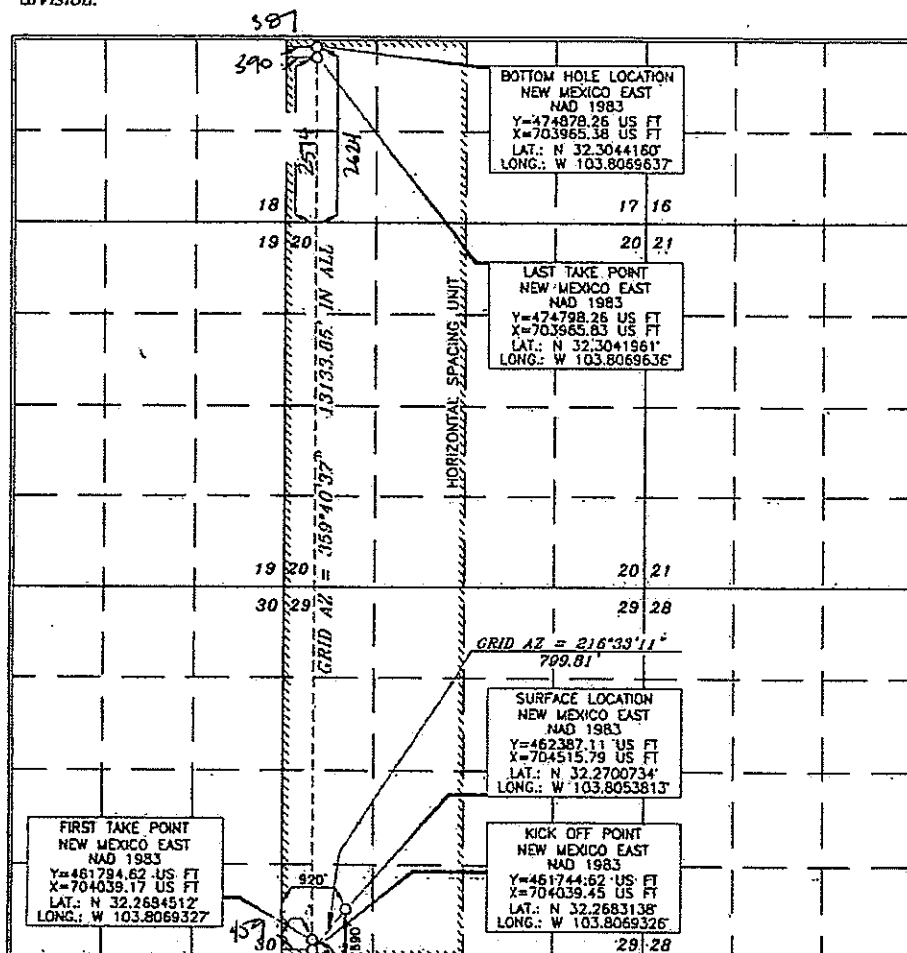 division.
387
390
BOTTOM HOLE LOCATION
NEW MEXICO EAST
NAD 1983
Y=474878.26 US FT
X=703965.38 US FT
LAT.: N 32.3044160°
LONG.: W 103.8069637°
2574
2624
18
17 16
19 20
20 21
LAST TAKE POINT
NEW MEXICO EAST
NAD 1983
Y=474798.26 US FT
X=703965.83 US FT
LAT.: N 32.3041961°
LONG.: W 103.8069636°
GRID AZ = 359°40'37" 13133.85' IN ALL
HORIZONTAL SPACING UNIT
19 20
20 21
30 29
29 28
GRID AZ = 216°33'11"
799.81'
SURFACE LOCATION
NEW MEXICO EAST
NAD 1983
Y=462387.11 US FT
X=704515.79 US FT
LAT.: N 32.2700734°
LONG.: W 103.8053813°
FIRST TAKE POINT
NEW MEXICO EAST
NAD 1983
Y=461794.62 US FT
X=704039.17 US FT
LAT.: N 32.2684512°
LONG.: W 103.8069327°
KICK OFF POINT
NEW MEXICO EAST
NAD 1983
Y=461744.62 US FT
X=704039.45 US FT
LAT.: N 32.2683138°
LONG.: W 103.8069326°
920'
459
30
29 28